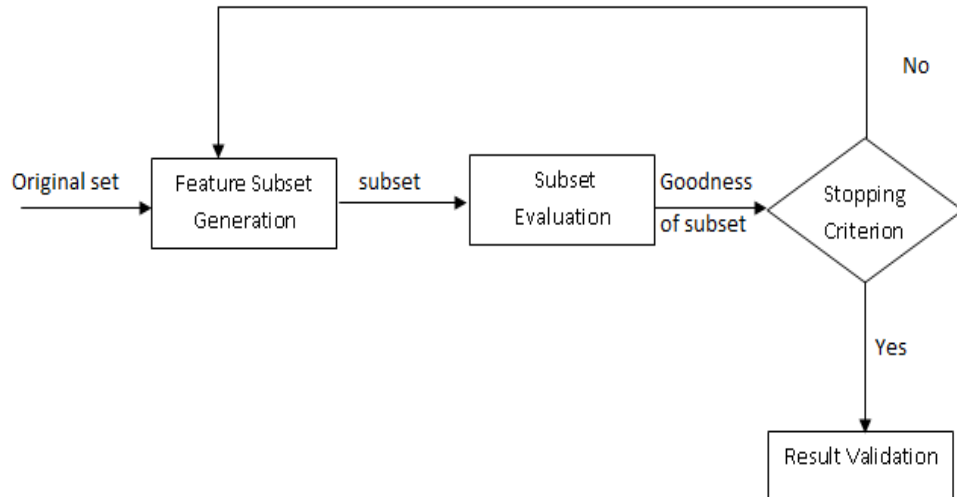 No
Original set
Feature Subset
Generation
subset
Subset
Evaluation
Goodness
of subset
Stopping
Criterion
Yes
Result Validation